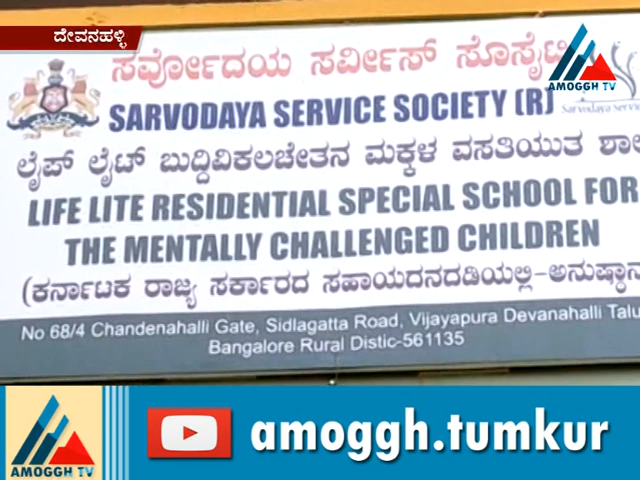 ದೇವನಹಳ್ಳಿ
AMOGGH TV
ಸರ್ವೋದಯ ಸರ್ವೀಸ್ ಸೊಸೈಟಿ
SARVODAYA SERVICE SOCIETY (R)
Sarvodaya Servic
ಲೈಪ್ ಲೈಟ್ ಬುದ್ದಿವಿಕಲಚೇತನ ಮಕ್ಕಳ ವಸತಿಯುತ ಶಾಲ
LIFE LITE RESIDENTIAL SPECIAL SCHOOL FOR
THE MENTALLY CHALLENGED CHILDREN
(ಕರ್ನಾಟಕ ರಾಜ್ಯ ಸರ್ಕಾರದ ಸಹಾಯದನದಡಿಯಲ್ಲಿ-ಅನುಷ್ಠಾನ
No 68/4 Chandenahalli Gate, Sidlagatta Road, Vijayapura Devanahalli Talu
Bangalore Rural Distic-561135
AMOGGH TV
amoggh.tumkur